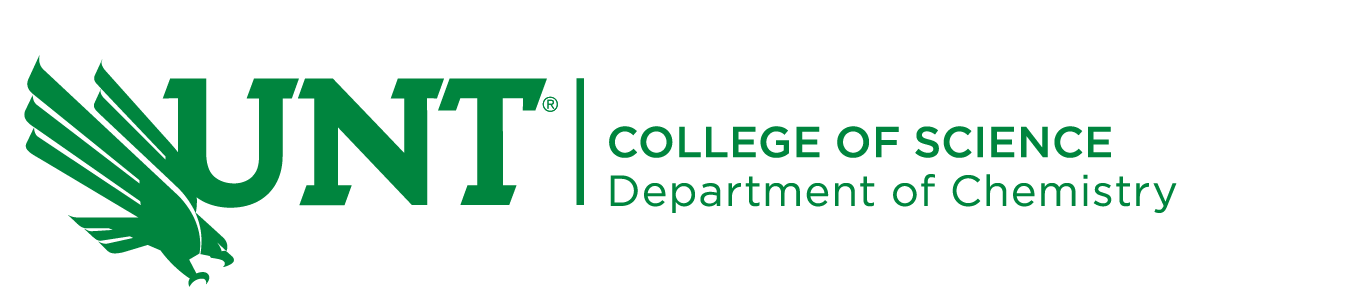 UNT®
COLLEGE OF SCIENCE
Department of Chemistry